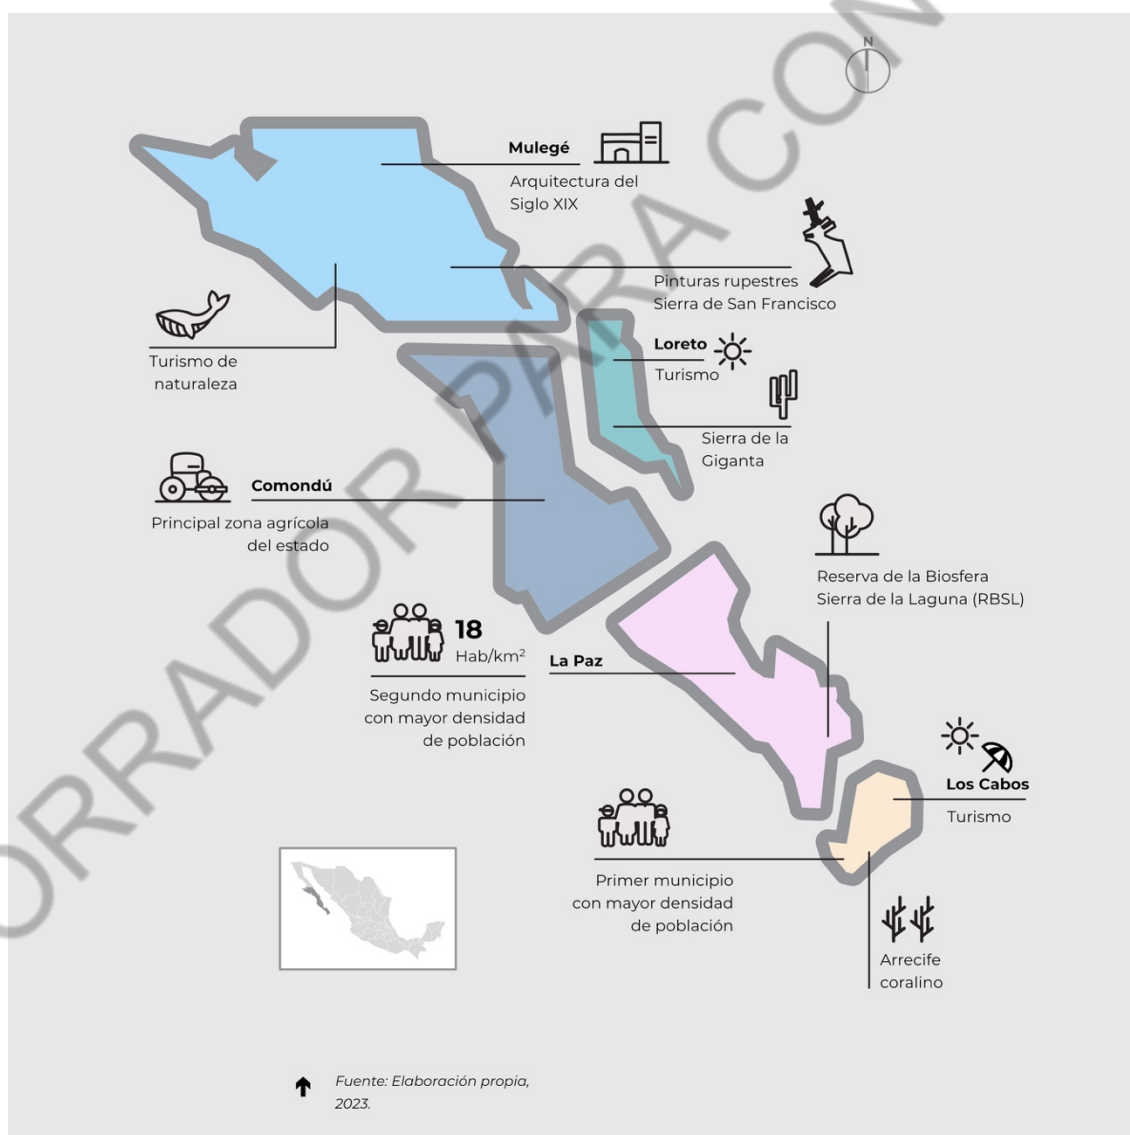 N
Mulegé
Arquitectura del
Siglo XIX
Pinturas rupestres
Sierra de San Francisco
Turismo de
naturaleza
Loreto
Turismo
Sierra de la
Giganta
Comondú
Principal zona agrícola
del estado
Reserva de la Biosfera
Sierra de la Laguna (RBSL)
18
Hab/km²
La Paz
Segundo municipio
con mayor densidad
de población
Los Cabos
Turismo
Primer municipio
con mayor densidad
de población
Arrecife
coralino
Fuente: Elaboración propia,
2023.
ORRADOR PARA CON